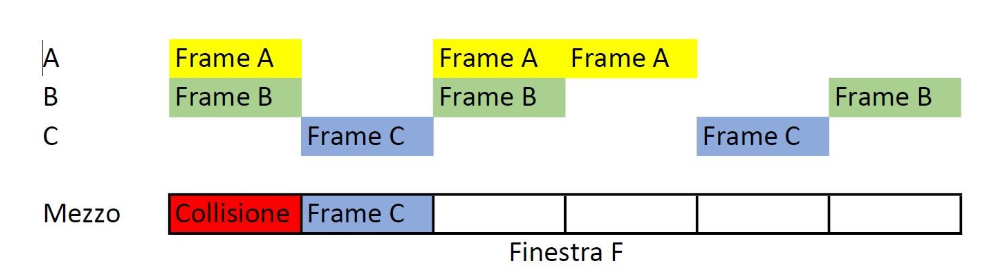 A Frame A Frame A Frame A
B Frame B Frame B Frame B
C Frame C Frame C
Mezzo Collisione Frame C
Finestra F